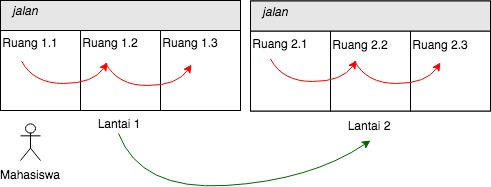 jalan
Ruang 1.1 Ruang 1.2 Ruang 1.3
Lantai 1
Mahasiswa
jalan
Ruang 2.1 Ruang 2.2 Ruang 2.3
Lantai 2